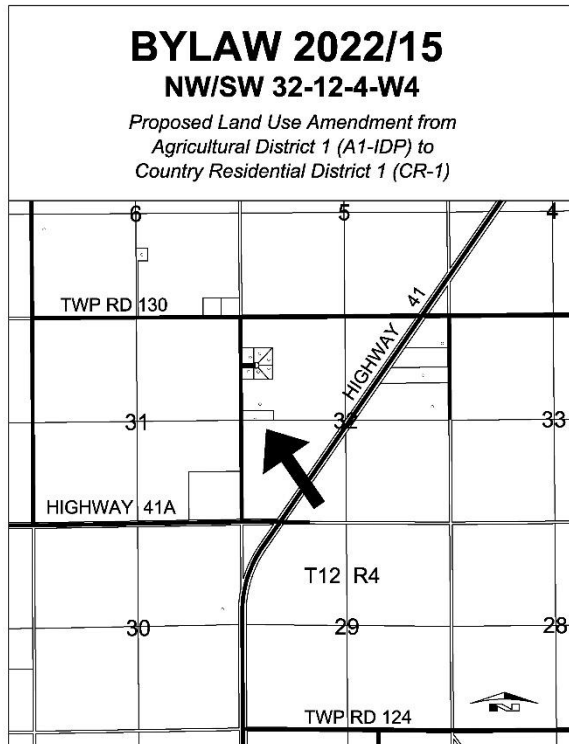 BYLAW 2022/15
NW/SW 32-12-4-W4
Proposed Land Use Amendment from
Agricultural District 1 (A1-IDP) to
Country Residential District 1 (CR-1)
6
5
4
TWP RD 130
HIGHWAY 41
31
32
33
HIGHWAY 41A
T12 R4
30
29
28
N
TWP RD 124